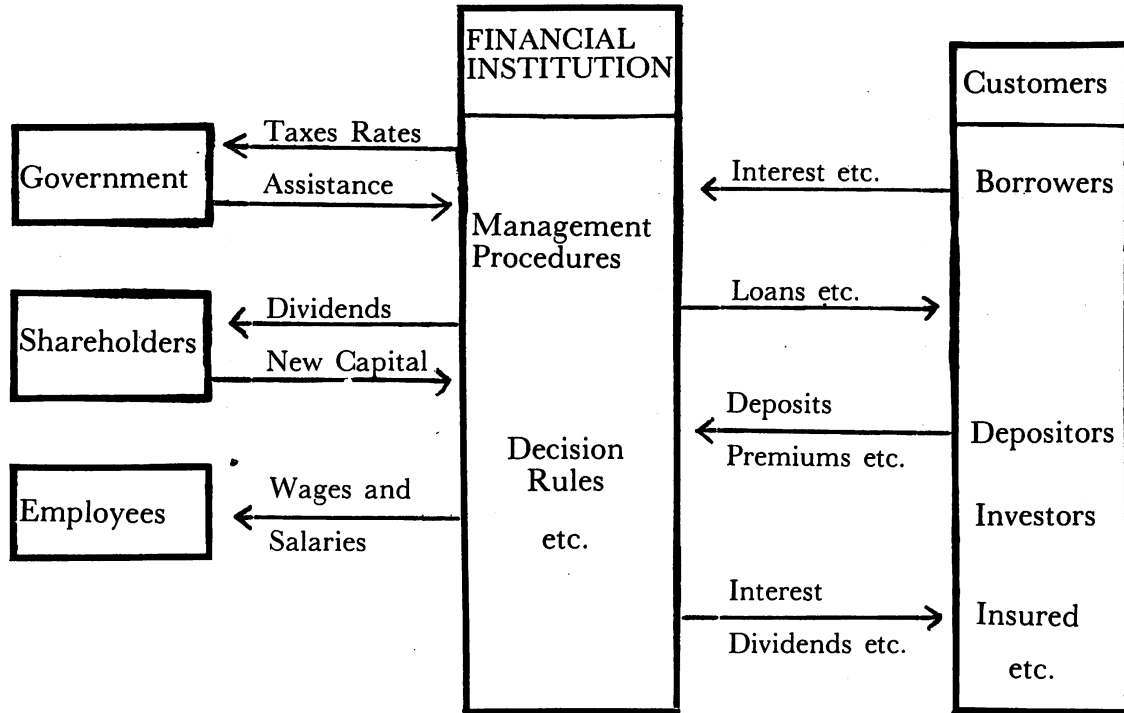 FINANCIAL
INSTITUTION
Management
Procedures
Decision
Rules
etc.
Government
Taxes Rates
Assistance
Shareholders
Dividends
New Capital
Employees
Wages and
Salaries
Customers
Borrowers
Depositors
Investors
Insured
etc.
Interest etc.
Loans etc.
Deposits
Premiums etc.
Interest
Dividends etc.